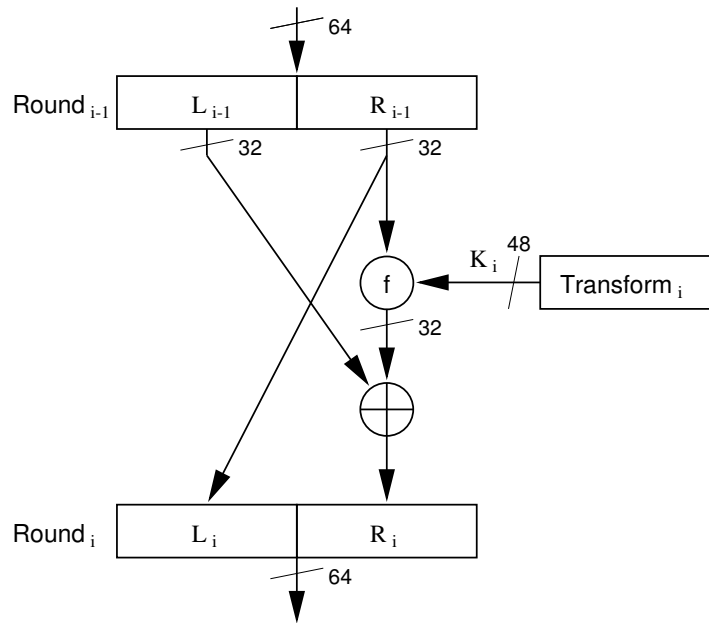 64
Round i-1
L i-1
R i-1
32
32
48
K i
f
Transform i
32
Round i
L i
R i
64